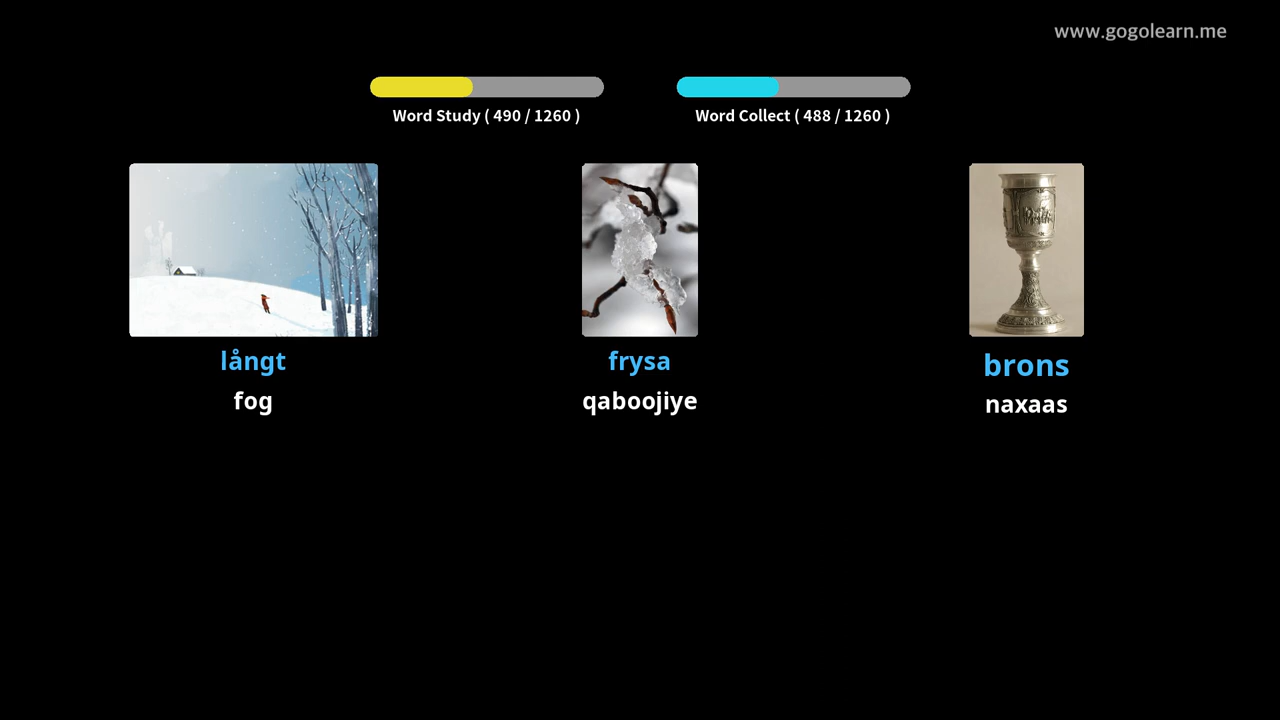 www.gogolearn.me
Word Study ( 490 / 1260 )
Word Collect ( 488 / 1260 )
långt
frysa
brons
fog
qaboojiye
naxaas